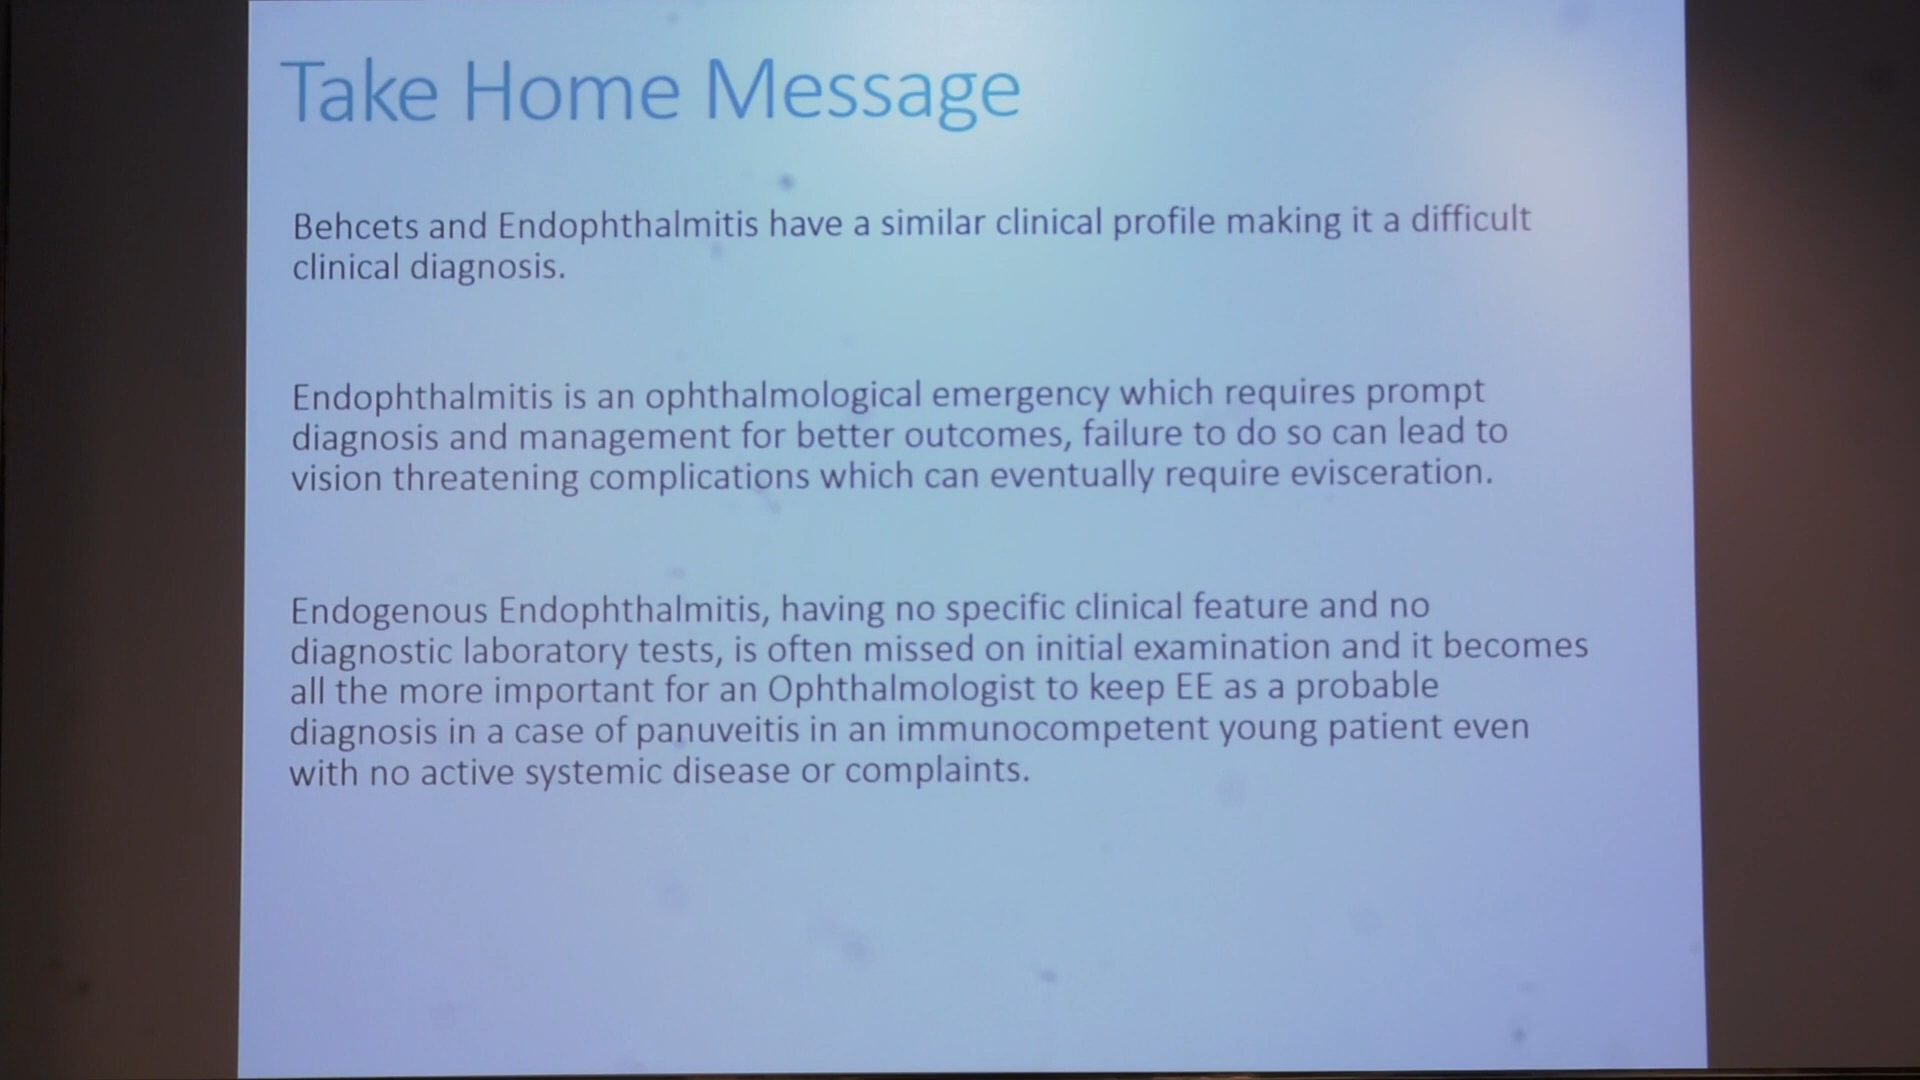 Take Home Message
Behcets and Endophthalmitis have a similar clinical profile making it a difficult
clinical diagnosis.
Endophthalmitis is an ophthalmological emergency which requires prompt
diagnosis and management for better outcomes, failure to do so can lead to
vision threatening complications which can eventually require evisceration.
Endogenous Endophthalmitis, having no specific clinical feature and no
diagnostic laboratory tests, is often missed on initial examination and it becomes
all the more important for an Ophthalmologist to keep EE as a probable
diagnosis in a case of panuveitis in an immunocompetent young patient even
with no active systemic disease or complaints.